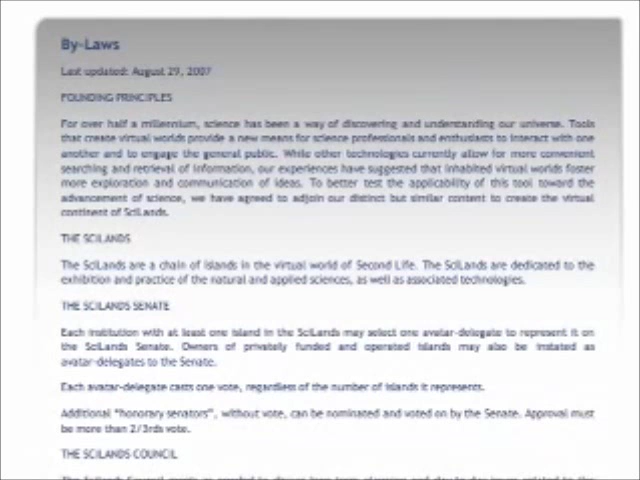 By-Laws
Last updated: August 29, 2007
FOUNDING PRINCIPLES
For over half a millennium, science has been a way of discovering and understanding our universe. Tools
that create virtual worlds provide a new means for science professionals and enthusiasts to interact with one
another and to engage the general public. While other technologies currently allow for more convenient
searching and retrieval of information, our experiences have suggested that inhabited virtual worlds foster
more exploration and communication of ideas. To better test the applicability of this tool toward the
advancement of science, we have agreed to adjoin our distinct but similar content to create the virtual
continent of SciLands.
THE SCILANDS
The SciLands are a chain of islands in the virtual world of Second Life. The SciLands are dedicated to the
exhibition and practice of the natural and applied sciences, as well as associated technologies.
THE SCILANDS SENATE
Each institution with at least one island in the SciLands may select one avatar-delegate to represent it on
the SciLands Senate. Owners of privately funded and operated islands may also be instated as
avatar-delegates to the Senate.
Each avatar-delegate casts one vote, regardless of the number of islands it represents.
Additional "honorary senators", without vote, can be nominated and voted on by the Senate. Approval must
be more than 2/3rds vote.
THE SCILANDS COUNCIL